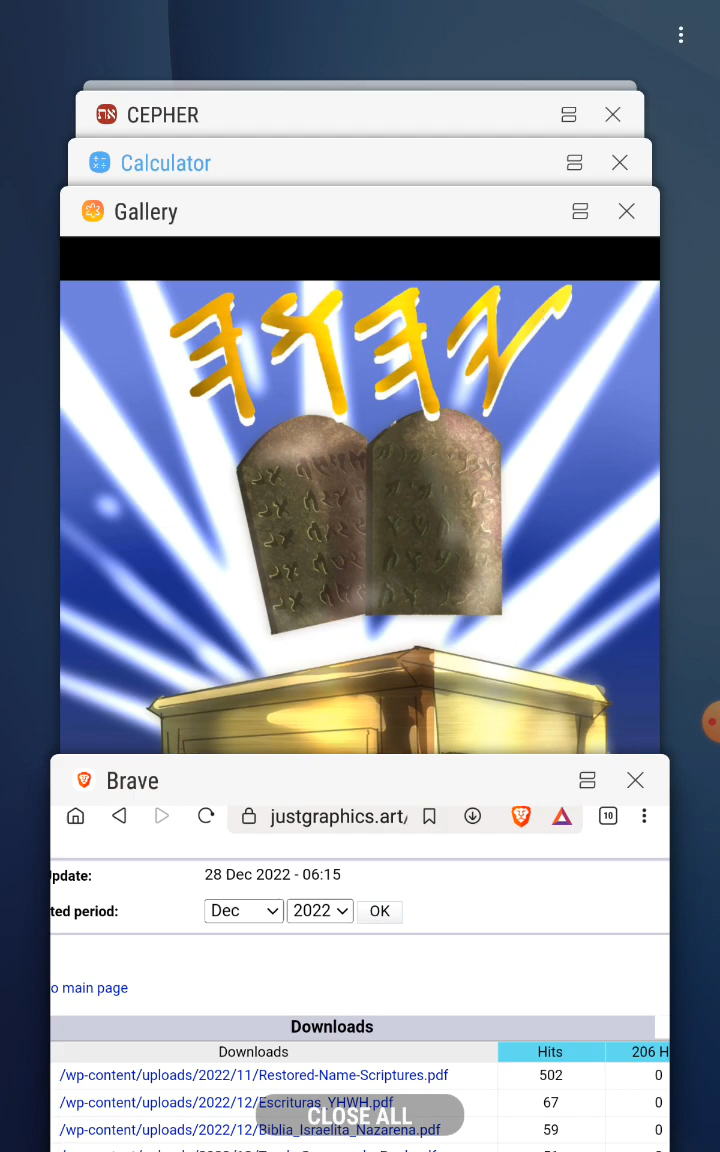 CEPHER
Calculator
Gallery
𐤉𐤄𐤅𐤄
Brave
justgraphics.art/
10
pdate:
28 Dec 2022 - 06:15
ted period:
Dec
2022
OK
o main page
Downloads
Downloads
Hits
206 H
/wp-content/uploads/2022/11/Restored-Name-Scriptures.pdf
502
0
/wp-content/uploads/2022/12/Escrituras_YHWH.pdf
67
0
CLOSE ALL
/wp-content/uploads/2022/12/Biblia_Israelita_Nazarena.pdf
59
0